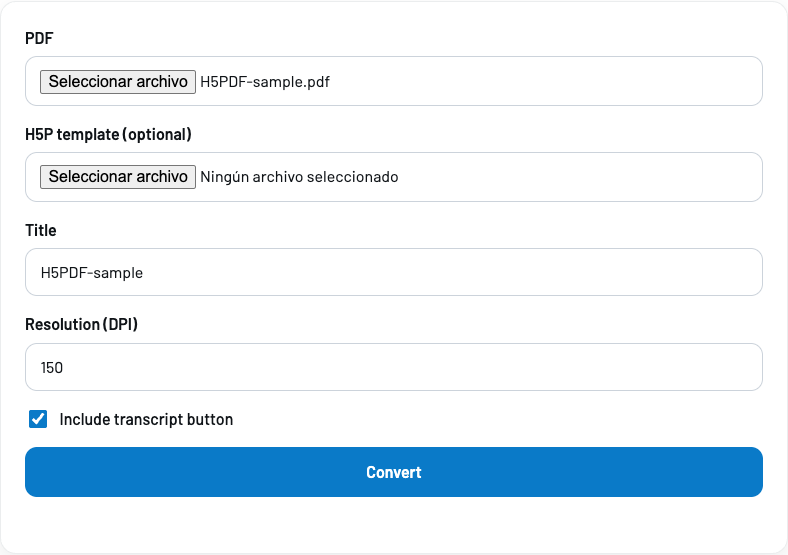 PDF
Seleccionar archivo H5PDF-sample.pdf
H5P template (optional)
Seleccionar archivo Ningún archivo seleccionado
Title
H5PDF-sample
Resolution (DPI)
150
Include transcript button
Convert